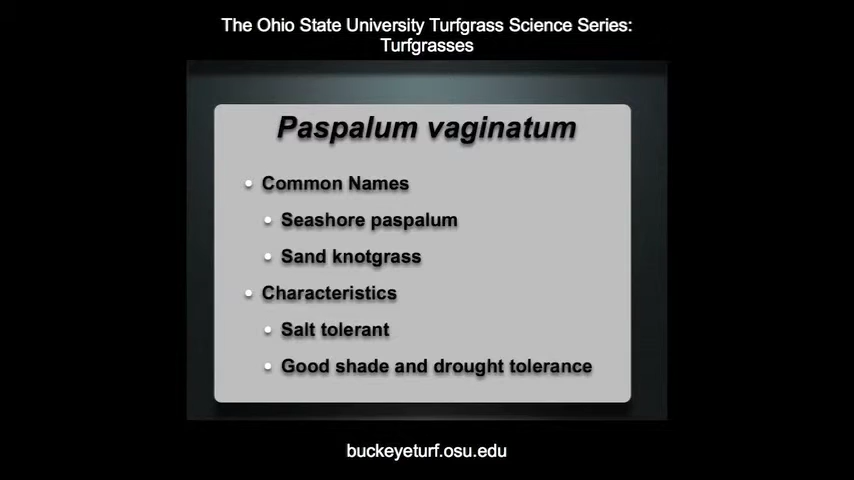 The Ohio State University Turfgrass Science Series:
Turfgrasses
Paspalum vaginatum
• Common Names
• Seashore paspalum
• Sand knotgrass
• Characteristics
• Salt tolerant
• Good shade and drought tolerance
buckeyeturf.osu.edu